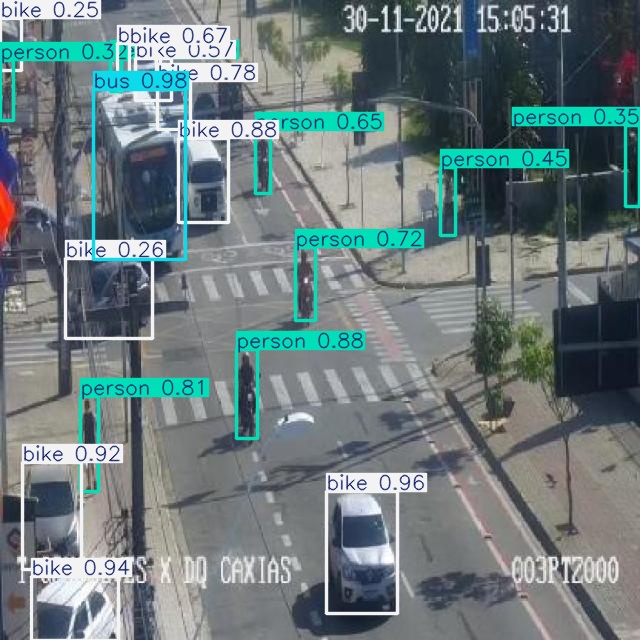 bike 0.25
30-11-2021 15:05:31
bike 0.67
bike 0.57
person 0.32
bike 0.78
bus 0.98
person 0.35
bike 0.88
person 0.65
person 0.45
person 0.72
bike 0.26
person 0.88
person 0.81
bike 0.92
bike 0.96
X DQ CAXIAS
003PTZ000
bike 0.94